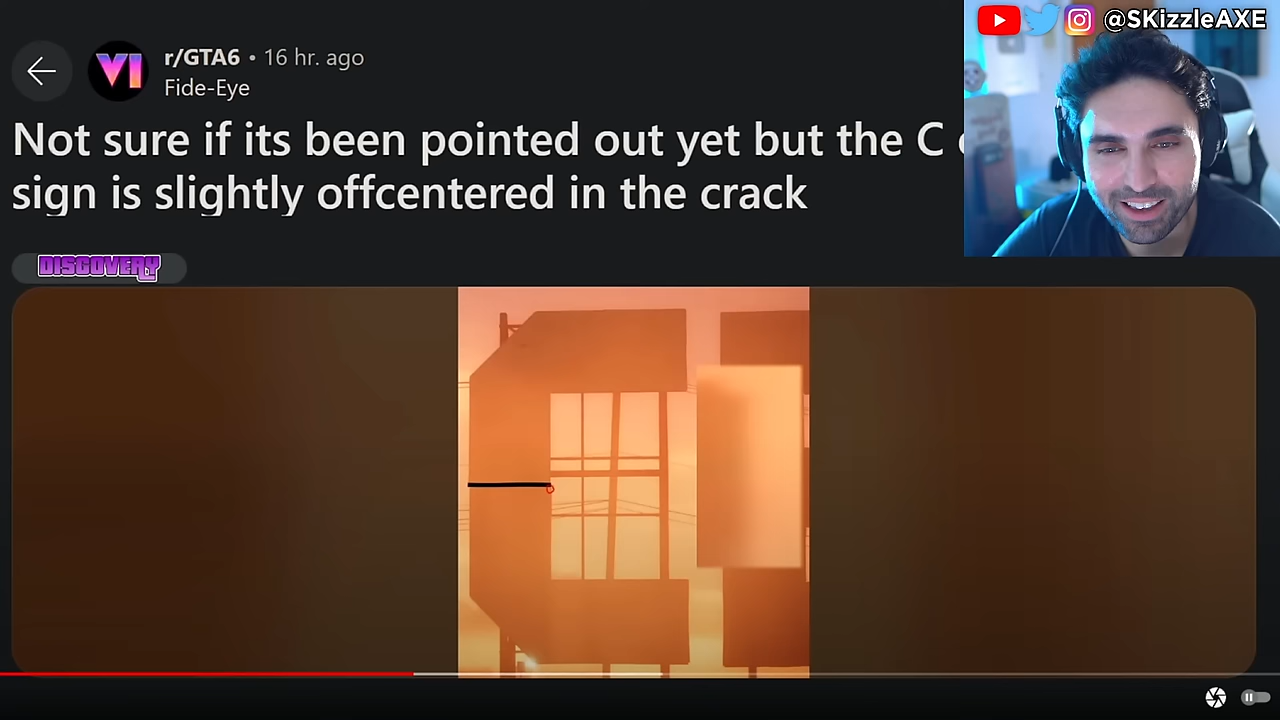 @SKizzleAXE
VI
r/GTA6 • 16 hr. ago
Fide-Eye
Not sure if its been pointed out yet but the C
sign is slightly offcentered in the crack
DISCOVERY